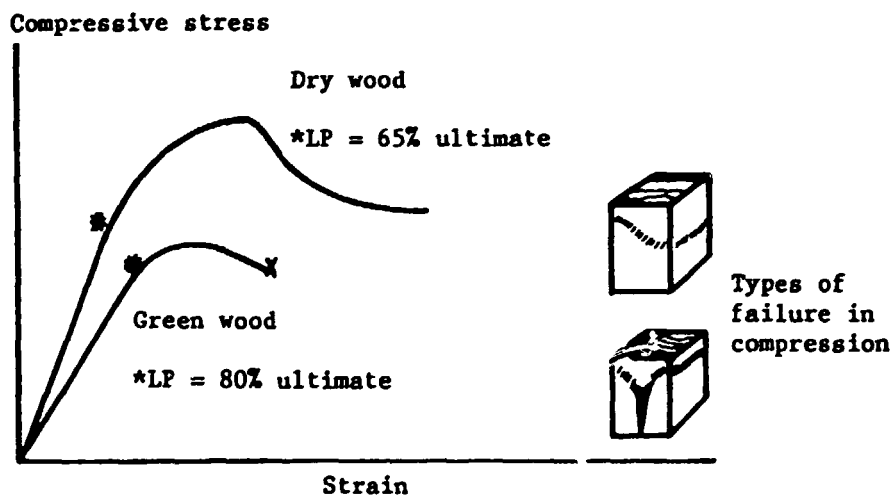 Compressive stress
Dry wood
*LP = 65% ultimate
X
Green wood
*LP = 80% ultimate
Types of
failure in
compression
Strain